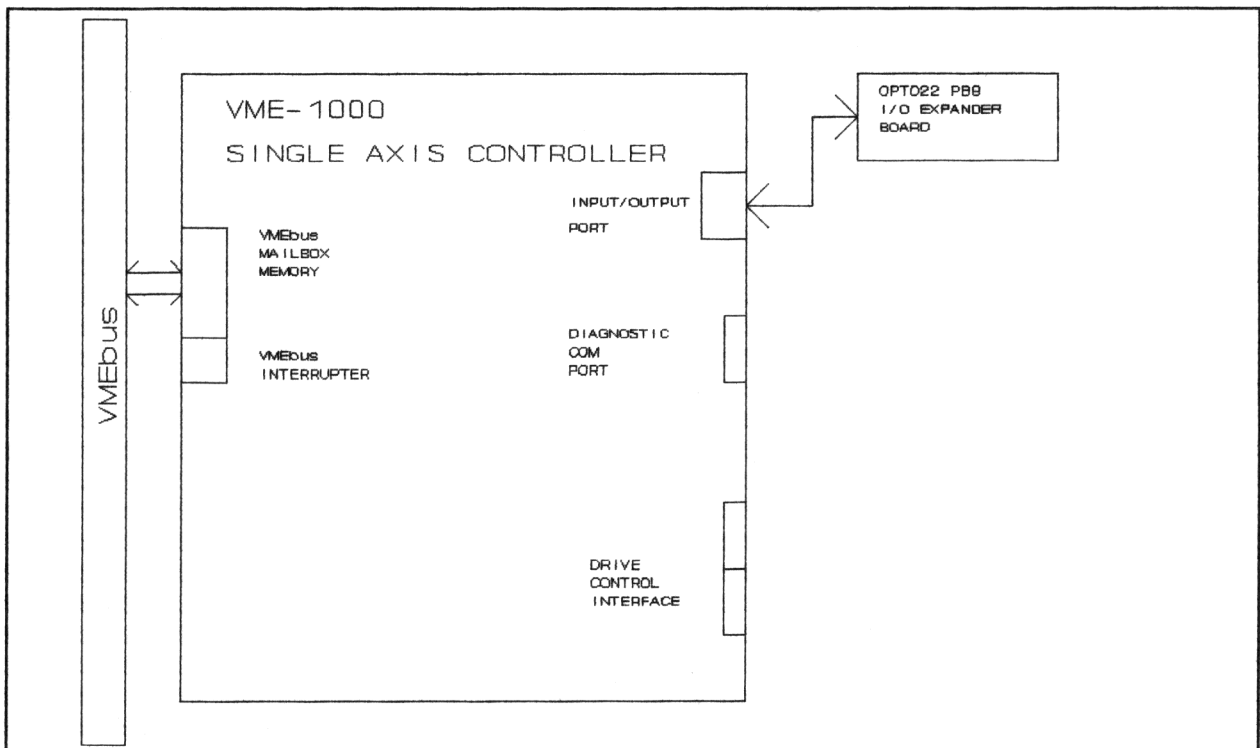 VME-1000
SINGLE AXIS CONTROLLER
OPTO22 PB8
I/O EXPANDER
BOARD
INPUT/OUTPUT
PORT
VMEbus
MAILBOX
MEMORY
VMEbus
INTERRUPTER
DIAGNOSTIC
COM
PORT
DRIVE
CONTROL
INTERFACE
VMEbus